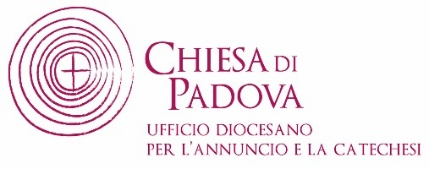 CHIESA DI
PADOVA
UFFICIO DIOCESANO
PER L'ANNUNCIO E LA CATECHESI